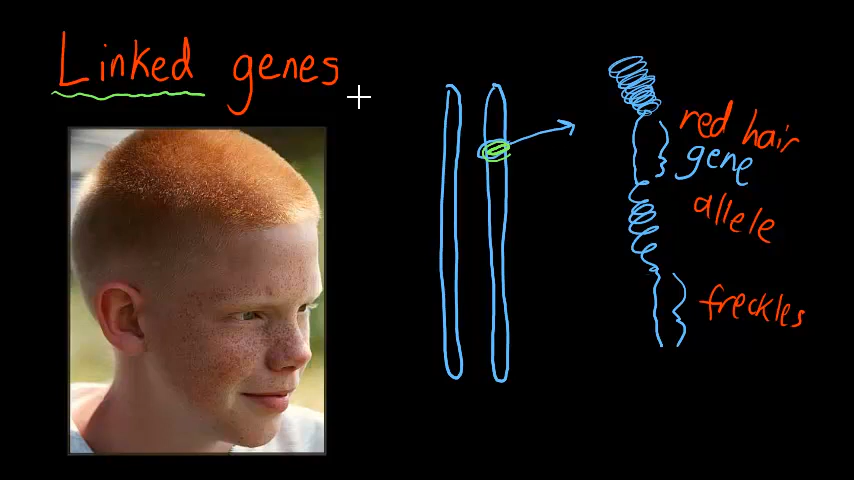 Linked genes
red hair
gene
allele
freckles